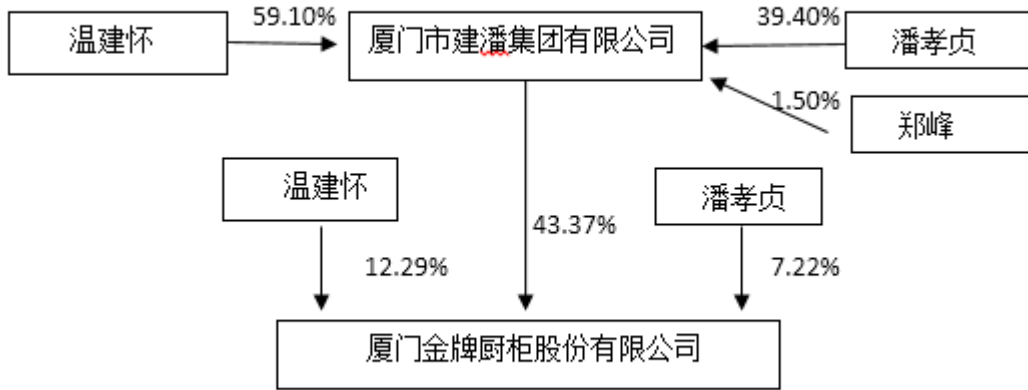 59.10%
39.40%
温建怀
厦门市建潘集团有限公司
潘孝贞
1.50%
郑峰
温建怀
潘孝贞
43.37%
12.29%
7.22%
厦门金牌厨柜股份有限公司